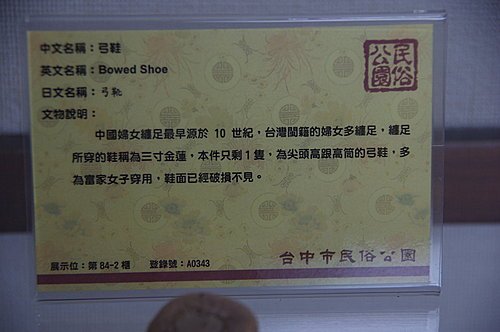 中文名稱：弓鞋
英文名稱：Bowed Shoe
日文名稱：弓靴
文物說明：
中國婦女纏足最早源於 10 世紀，台灣閩籍的婦女多纏足，纏足
所穿的鞋稱為三寸金蓮，本件只剩1隻，為尖頭高跟高筒的弓鞋，多
為富家女子穿用，鞋面已經破損不見。
民俗公園
展示位：第 84-2 櫃 登錄號：A0343
台中市民俗公園